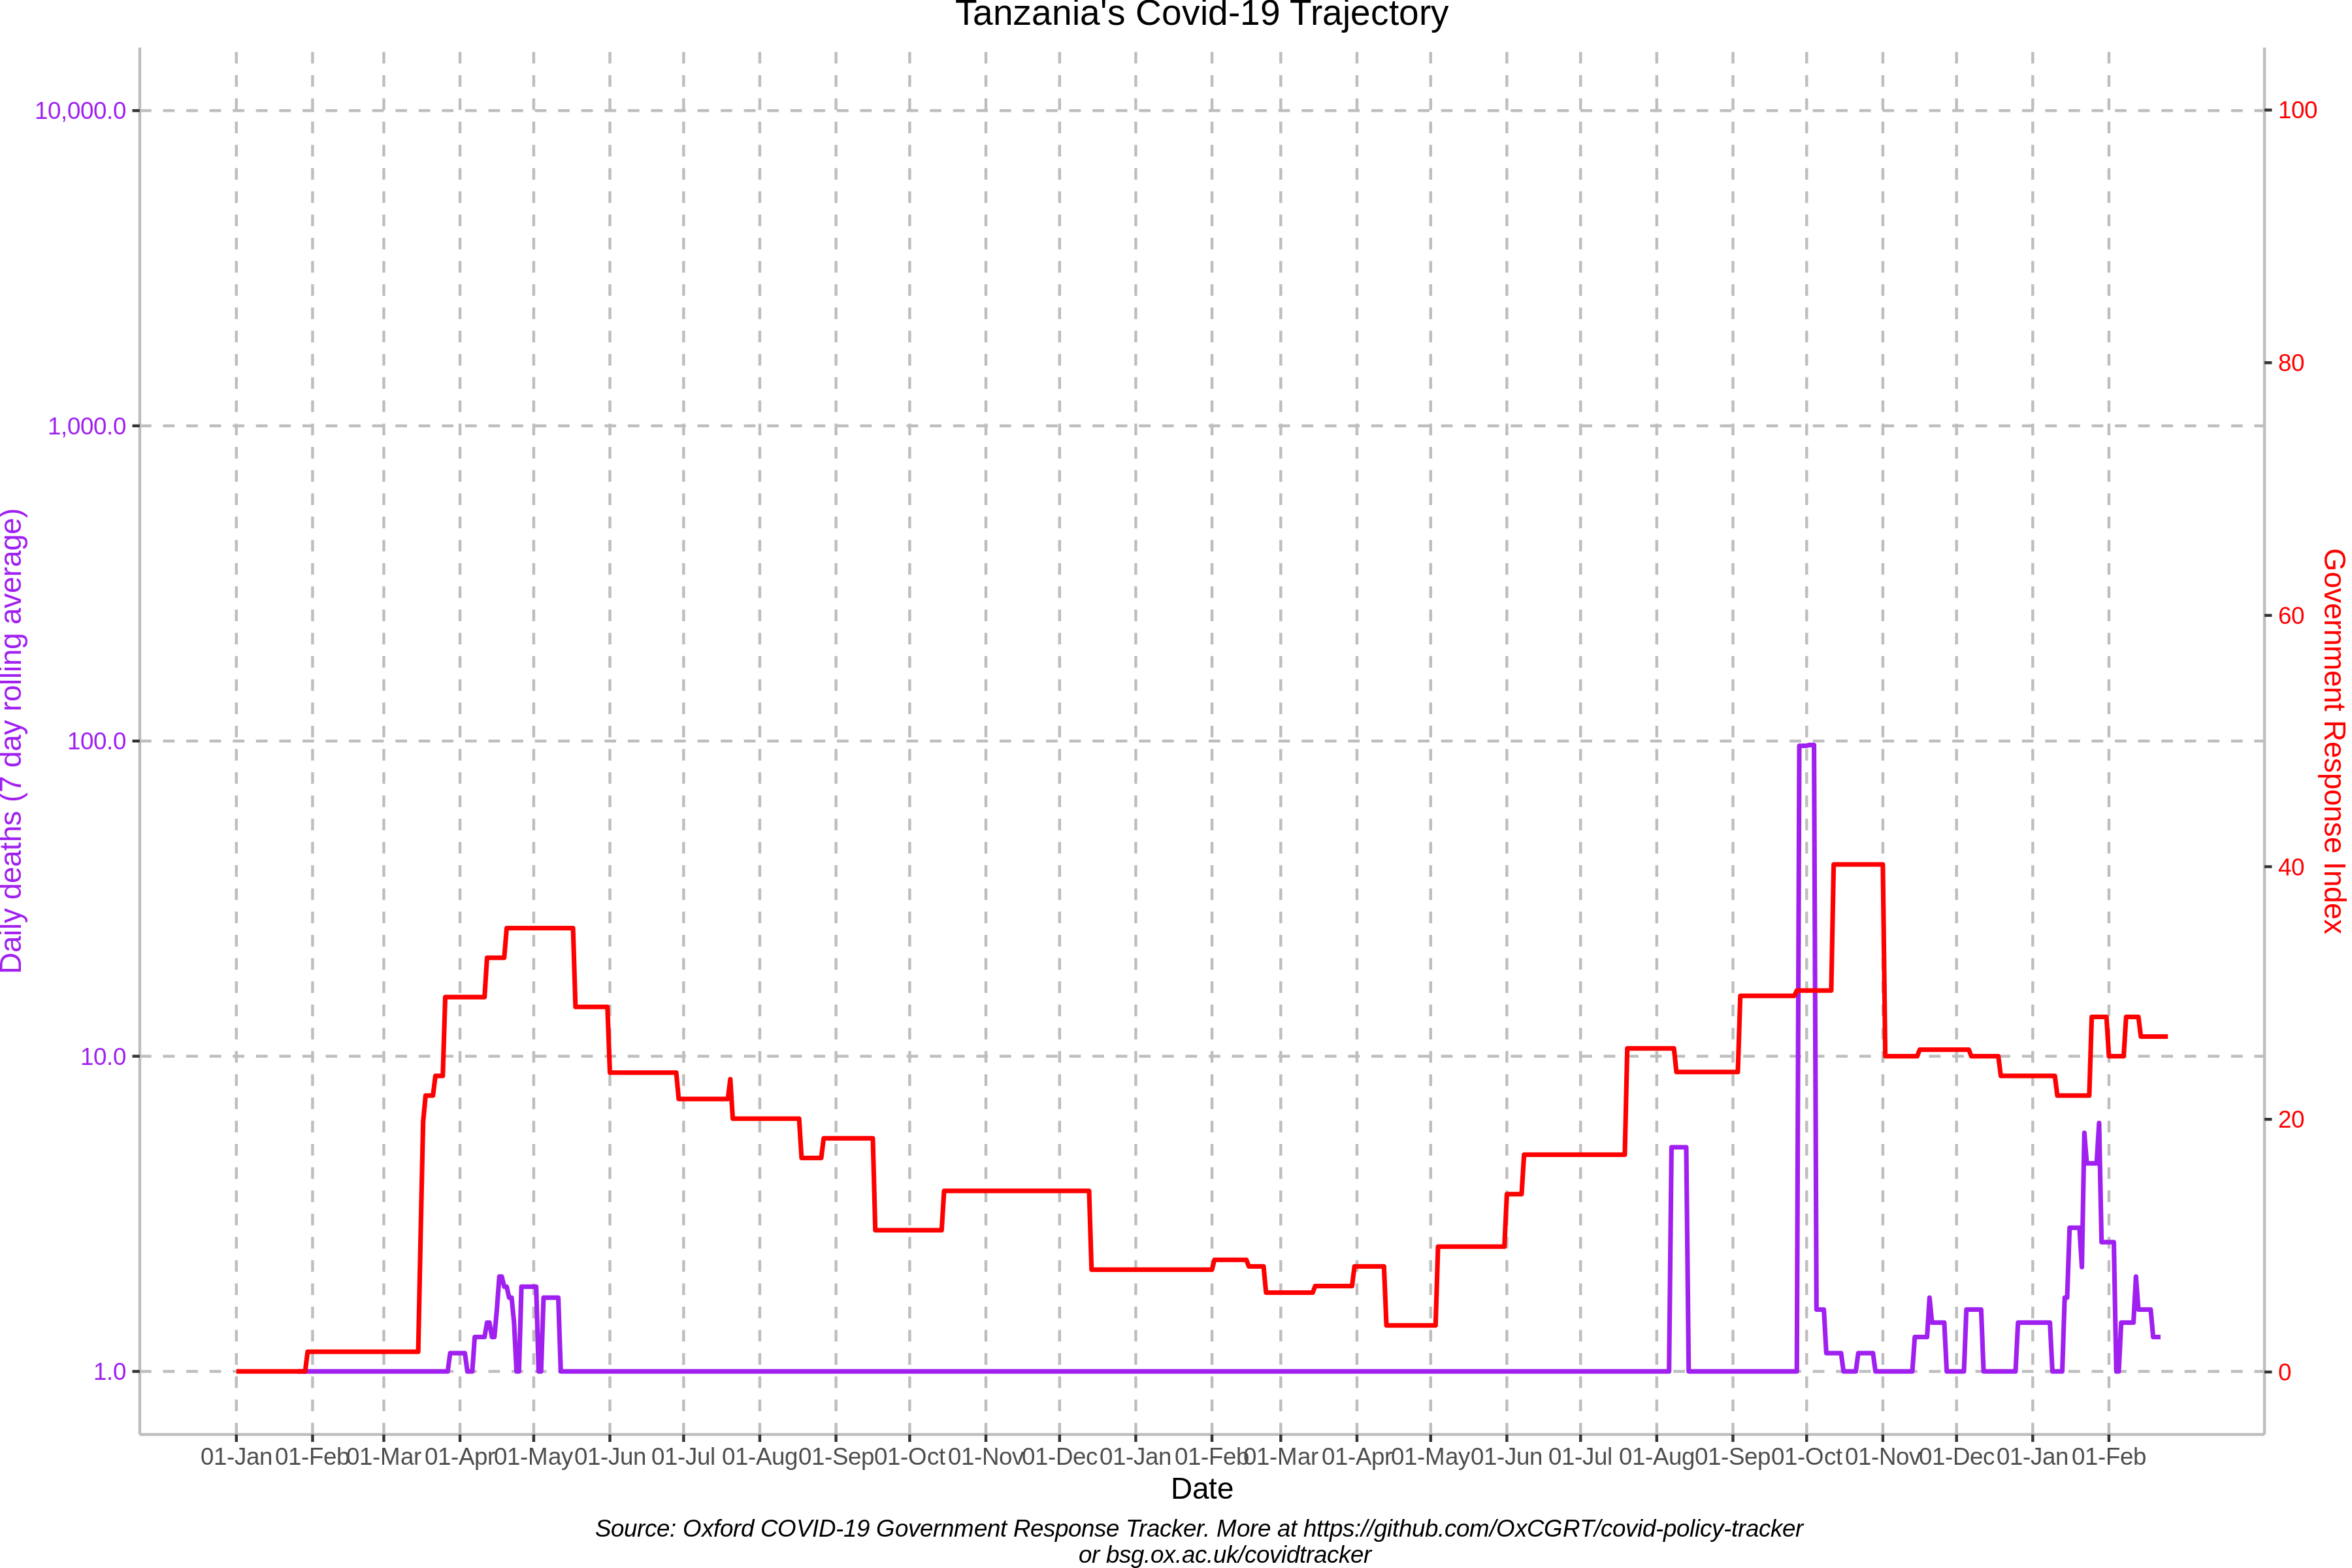 Tanzania's Covid-19 Trajectory
10,000.0
1,000.0
100.0
10.0
1.0
Daily deaths (7 day rolling average)
100
80
60
40
20
0
Government Response Index
01-Jan 01-Feb 01-Mar 01-Apr 01-May 01-Jun 01-Jul 01-Aug 01-Sep 01-Oct 01-Nov 01-Dec 01-Jan 01-Feb 01-Mar 01-Apr 01-May 01-Jun 01-Jul 01-Aug 01-Sep 01-Oct 01-Nov 01-Dec 01-Jan 01-Feb
Date
Source: Oxford COVID-19 Government Response Tracker. More at https://github.com/OxCGRT/covid-policy-tracker
or bsg.ox.ac.uk/covidtracker